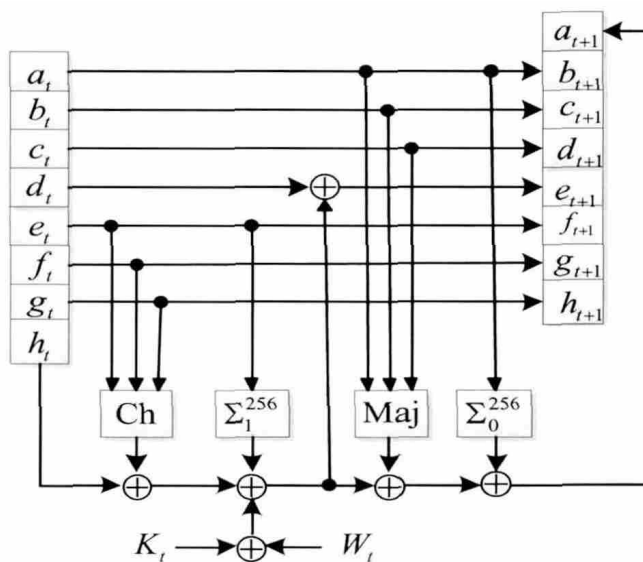 a_{t+1}
a_t b_{t+1}
b_t c_{t+1}
c_t d_{t+1}
d_t e_{t+1}
e_t f_{t+1}
f_t g_{t+1}
g_t h_{t+1}
h_t
Ch Σ_1^{256} Maj Σ_0^{256}
K_t W_t